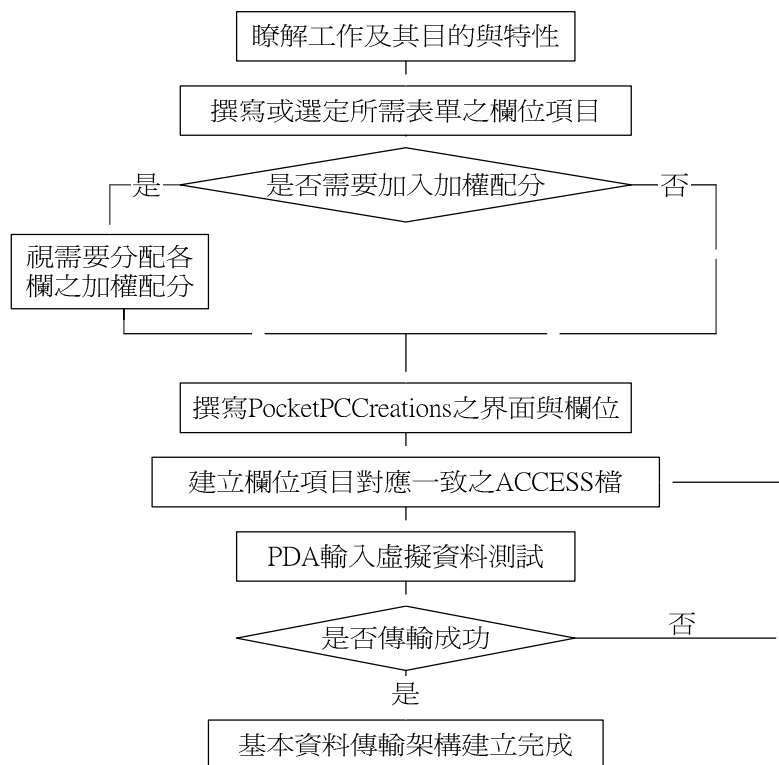 瞭解工作及其目的與特性
撰寫或選定所需表單之欄位項目
是
是否需要加入加權配分
否
視需要分配各
欄之加權配分
撰寫PocketPCCreations之界面與欄位
建立欄位項目對應一致之ACCESS檔
PDA輸入虛擬資料測試
是否傳輸成功
否
是
基本資料傳輸架構建立完成